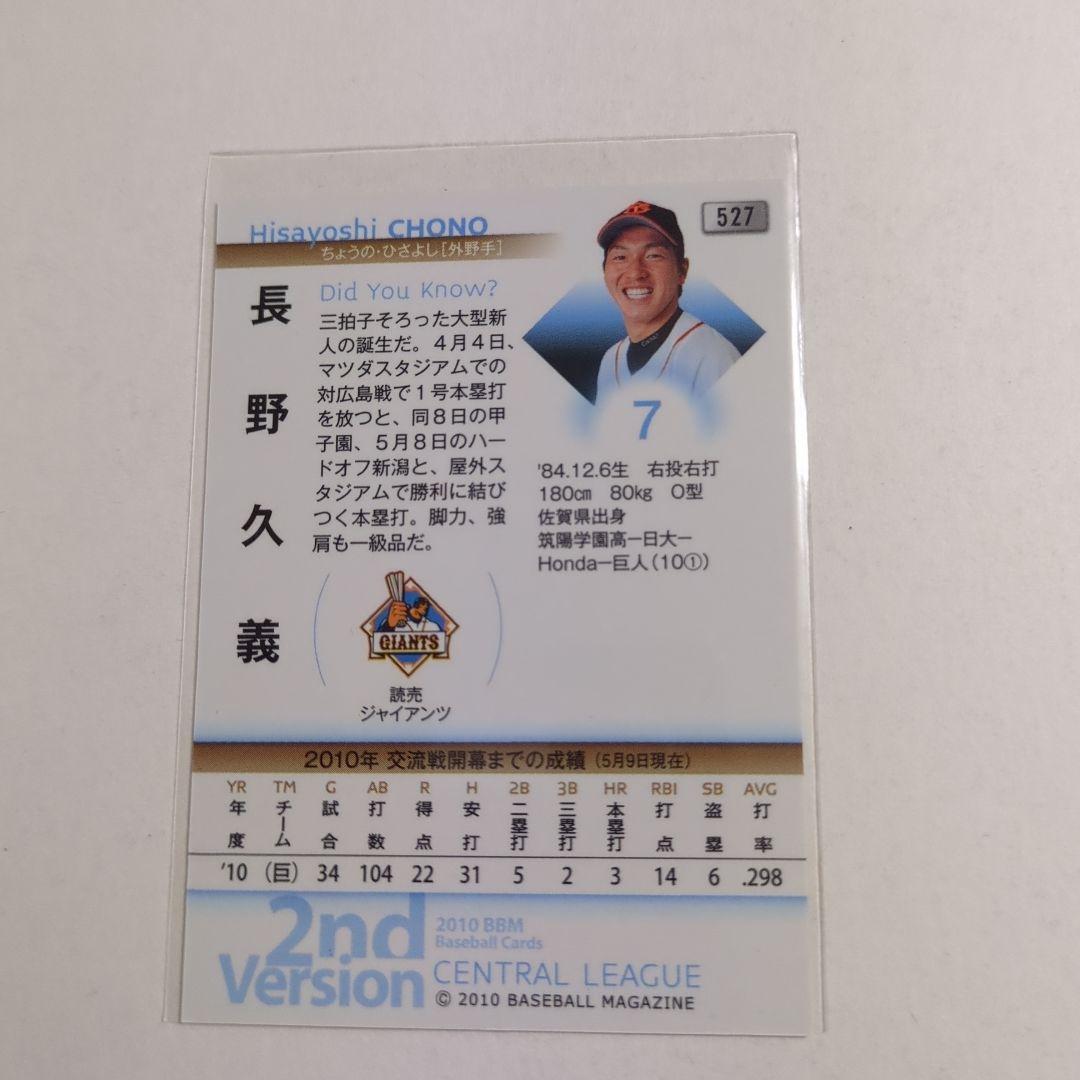 Hisayoshi CHONO
ちょうの・ひさよし[外野手]
527
長野久義
Did You Know?
三拍子そろった大型新
人の誕生だ。4月4日、
マツダスタジアムでの
対広島戦で1号本塁打
を放つと、同8日の甲
子園、5月8日のハー
ドオフ新潟と、屋外ス
タジアムで勝利に結び
つく本塁打。脚力、強
肩も一級品だ。
7
'84.12.6生 右投右打
180㎝ 80㎏ O型
佐賀県出身
筑陽学園高ー日大ー
Hondaー巨人(10①)
GIANTS
読売
ジャイアンツ
2010年 交流戦開幕までの成績(5月9日現在)
YR TM G AB R H 2B 3B HR RBI SB AVG
年度 チーム 試合 打数 得点 安打 二塁打 三塁打 本塁打 打点 盗塁 打率
'10 (巨) 34 104 22 31 5 2 3 14 6 .298
2nd
Version
2010 BBM
Baseball Cards
CENTRAL LEAGUE
© 2010 BASEBALL MAGAZINE